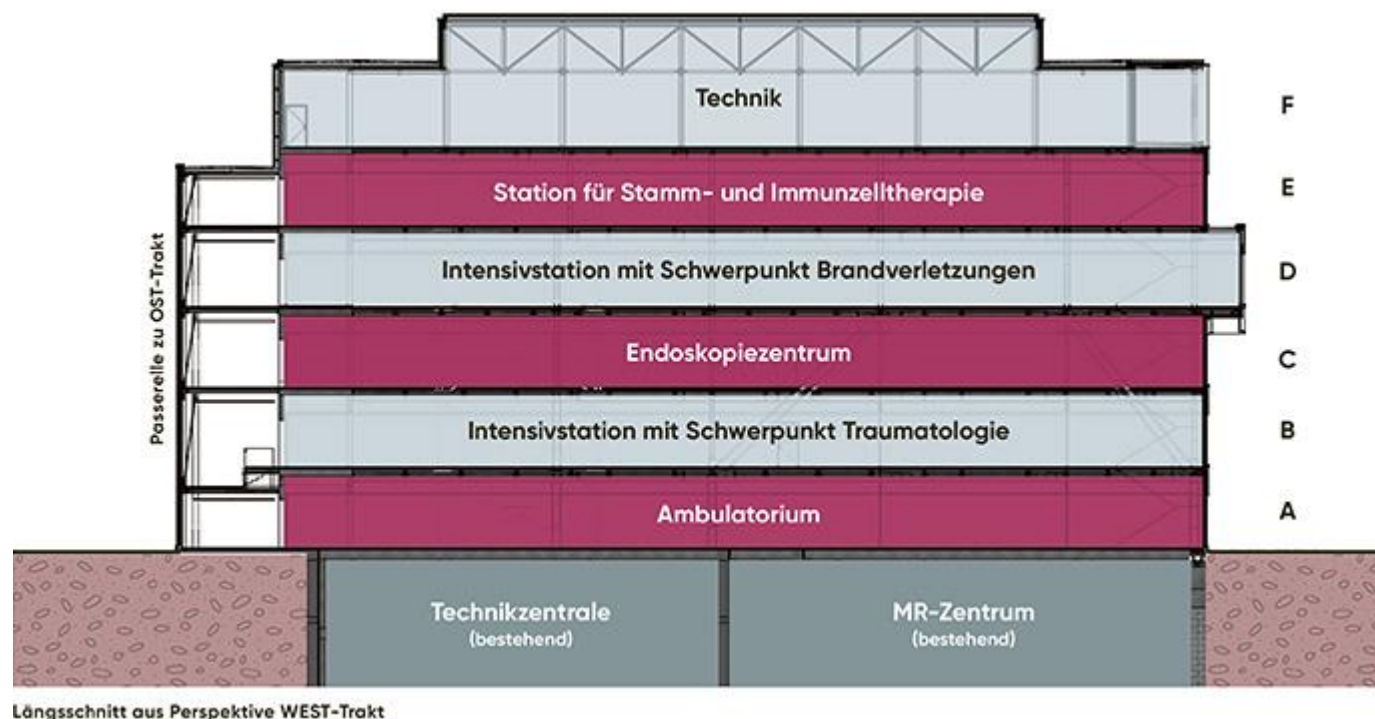 Technik
F
Station für Stamm- und Immunzelltherapie
E
Intensivstation mit Schwerpunkt Brandverletzungen
D
Passerelle zu OST-Trakt
Endoskopiezentrum
C
Intensivstation mit Schwerpunkt Traumatologie
B
Ambulatorium
A
Technikzentrale
(bestehend)
MR-Zentrum
(bestehend)
Längsschnitt aus Perspektive WEST-Trakt